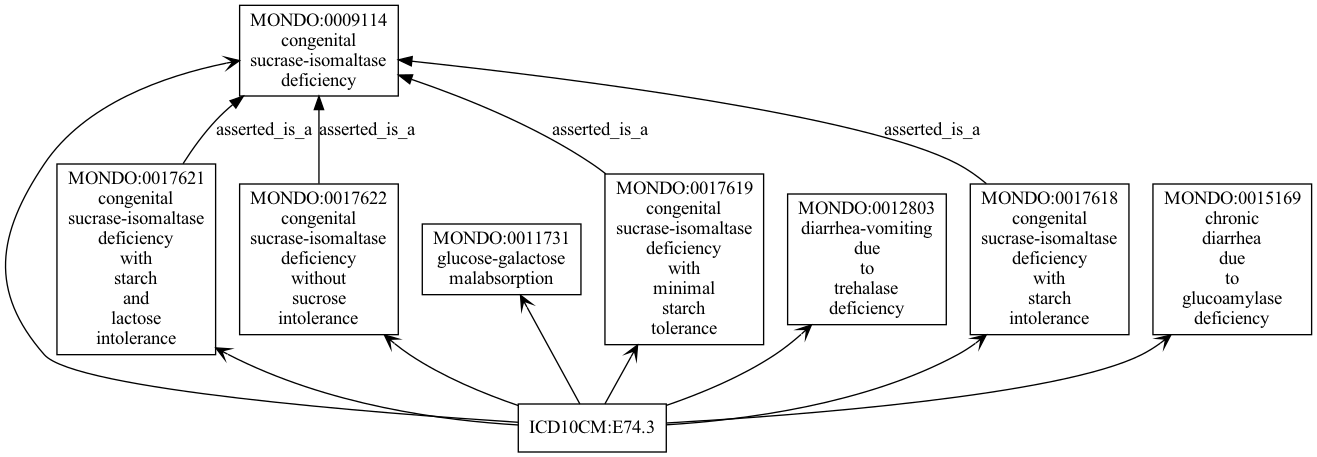 MONDO:0009114
congenital
sucrase-isomaltase
deficiency
asserted_is_a
asserted_is_a
asserted_is_a
asserted_is_a
MONDO:0017621
congenital
sucrase-isomaltase
deficiency
with
starch
and
lactose
intolerance
MONDO:0017622
congenital
sucrase-isomaltase
deficiency
without
sucrose
intolerance
MONDO:0011731
glucose-galactose
malabsorption
MONDO:0017619
congenital
sucrase-isomaltase
deficiency
with
minimal
starch
tolerance
MONDO:0012803
diarrhea-vomiting
due
to
trehalase
deficiency
MONDO:0017618
congenital
sucrase-isomaltase
deficiency
with
starch
intolerance
MONDO:0015169
chronic
diarrhea
due
to
glucoamylase
deficiency
ICD10CM:E74.3